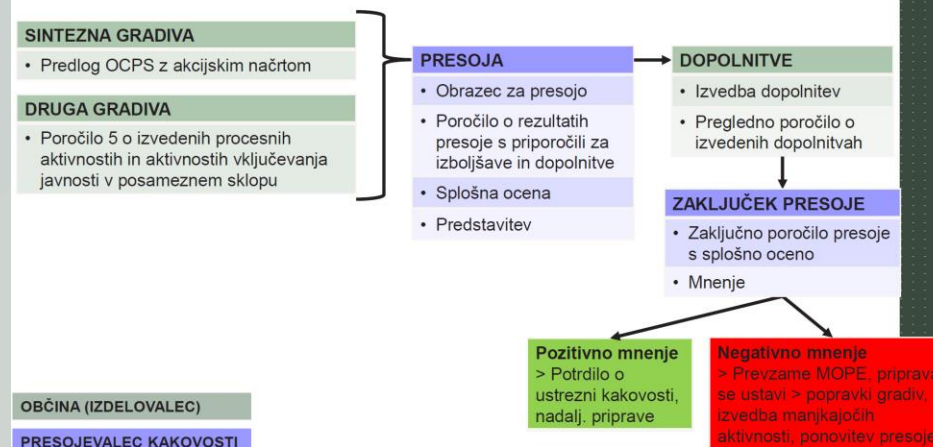 SINTEZNA GRADIVA
• Predlog OCPS z akcijskim načrtom
DRUGA GRADIVA
• Poročilo 5 o izvedenih procesnih
aktivnostih in aktivnostih vključevanja
javnosti v posameznem sklopu
PRESOJA
• Obrazec za presojo
• Poročilo o rezultatih
presoje s priporočili za
izboljšave in dopolnitve
• Splošna ocena
• Predstavitev
DOPOLNITVE
• Izvedba dopolnitev
• Pregledno poročilo o
izvedenih dopolnitvah
ZAKLJUČEK PRESOJE
• Zaključno poročilo presoje
s splošno oceno
• Mnenje
Pozitivno mnenje
> Potrdilo o
ustrezni kakovosti,
nadalj. priprave
Negativno mnenje
> Prevzame MOPE, priprava
se ustavi > popravki gradiv,
izvedba manjkajočih
aktivnosti, ponovitev presoje
OBČINA (IZDELOVALEC)
PRESOJEVALEC KAKOVOSTI